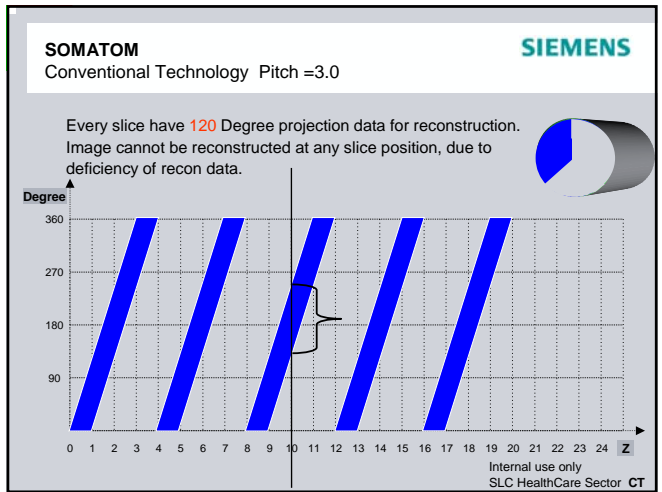 SOMATOM
SIEMENS
Conventional Technology Pitch =3.0
Every slice have 120 Degree projection data for reconstruction.
Image cannot be reconstructed at any slice position, due to
deficiency of recon data.
Degree
360
270
180
90
0 1 2 3 4 5 6 7 8 9 10 11 12 13 14 15 16 17 18 19 20 21 22 23 24 Z
Internal use only
SLC HealthCare Sector CT